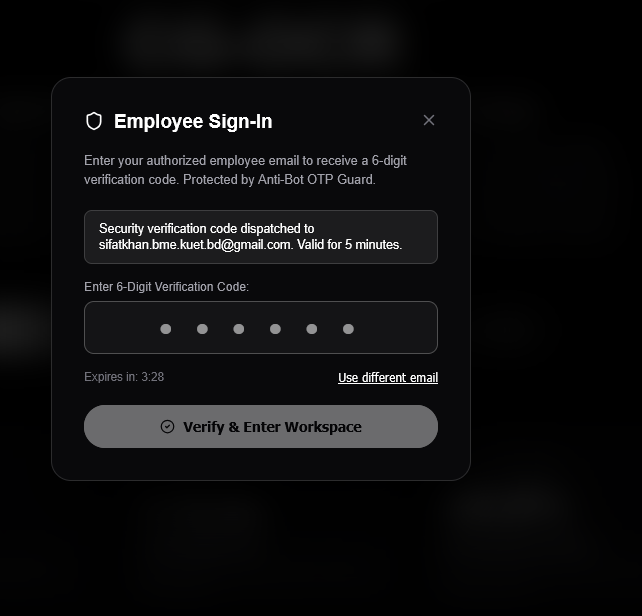 Employee Sign-In
Enter your authorized employee email to receive a 6-digit
verification code. Protected by Anti-Bot OTP Guard.
Security verification code dispatched to
sifatkhan.bme.kuet.bd@gmail.com. Valid for 5 minutes.
Enter 6-Digit Verification Code:
Expires in: 3:28
Use different email
Verify & Enter Workspace